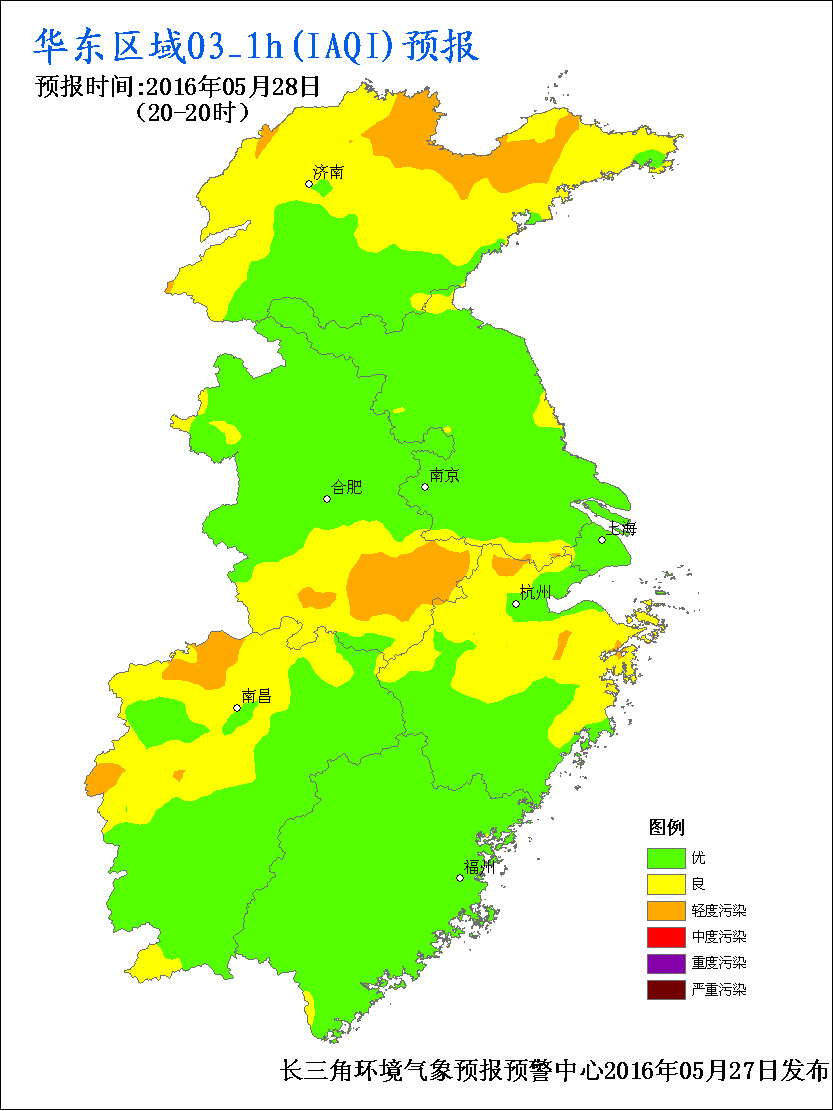 华东区域O3_1h(IAQI)预报
预报时间:2016年05月28日
（20-20时）
济南
南京
合肥
上海
杭州
南昌
福州
图例
优
良
轻度污染
中度污染
重度污染
严重污染
长三角环境气象预报预警中心2016年05月27日发布